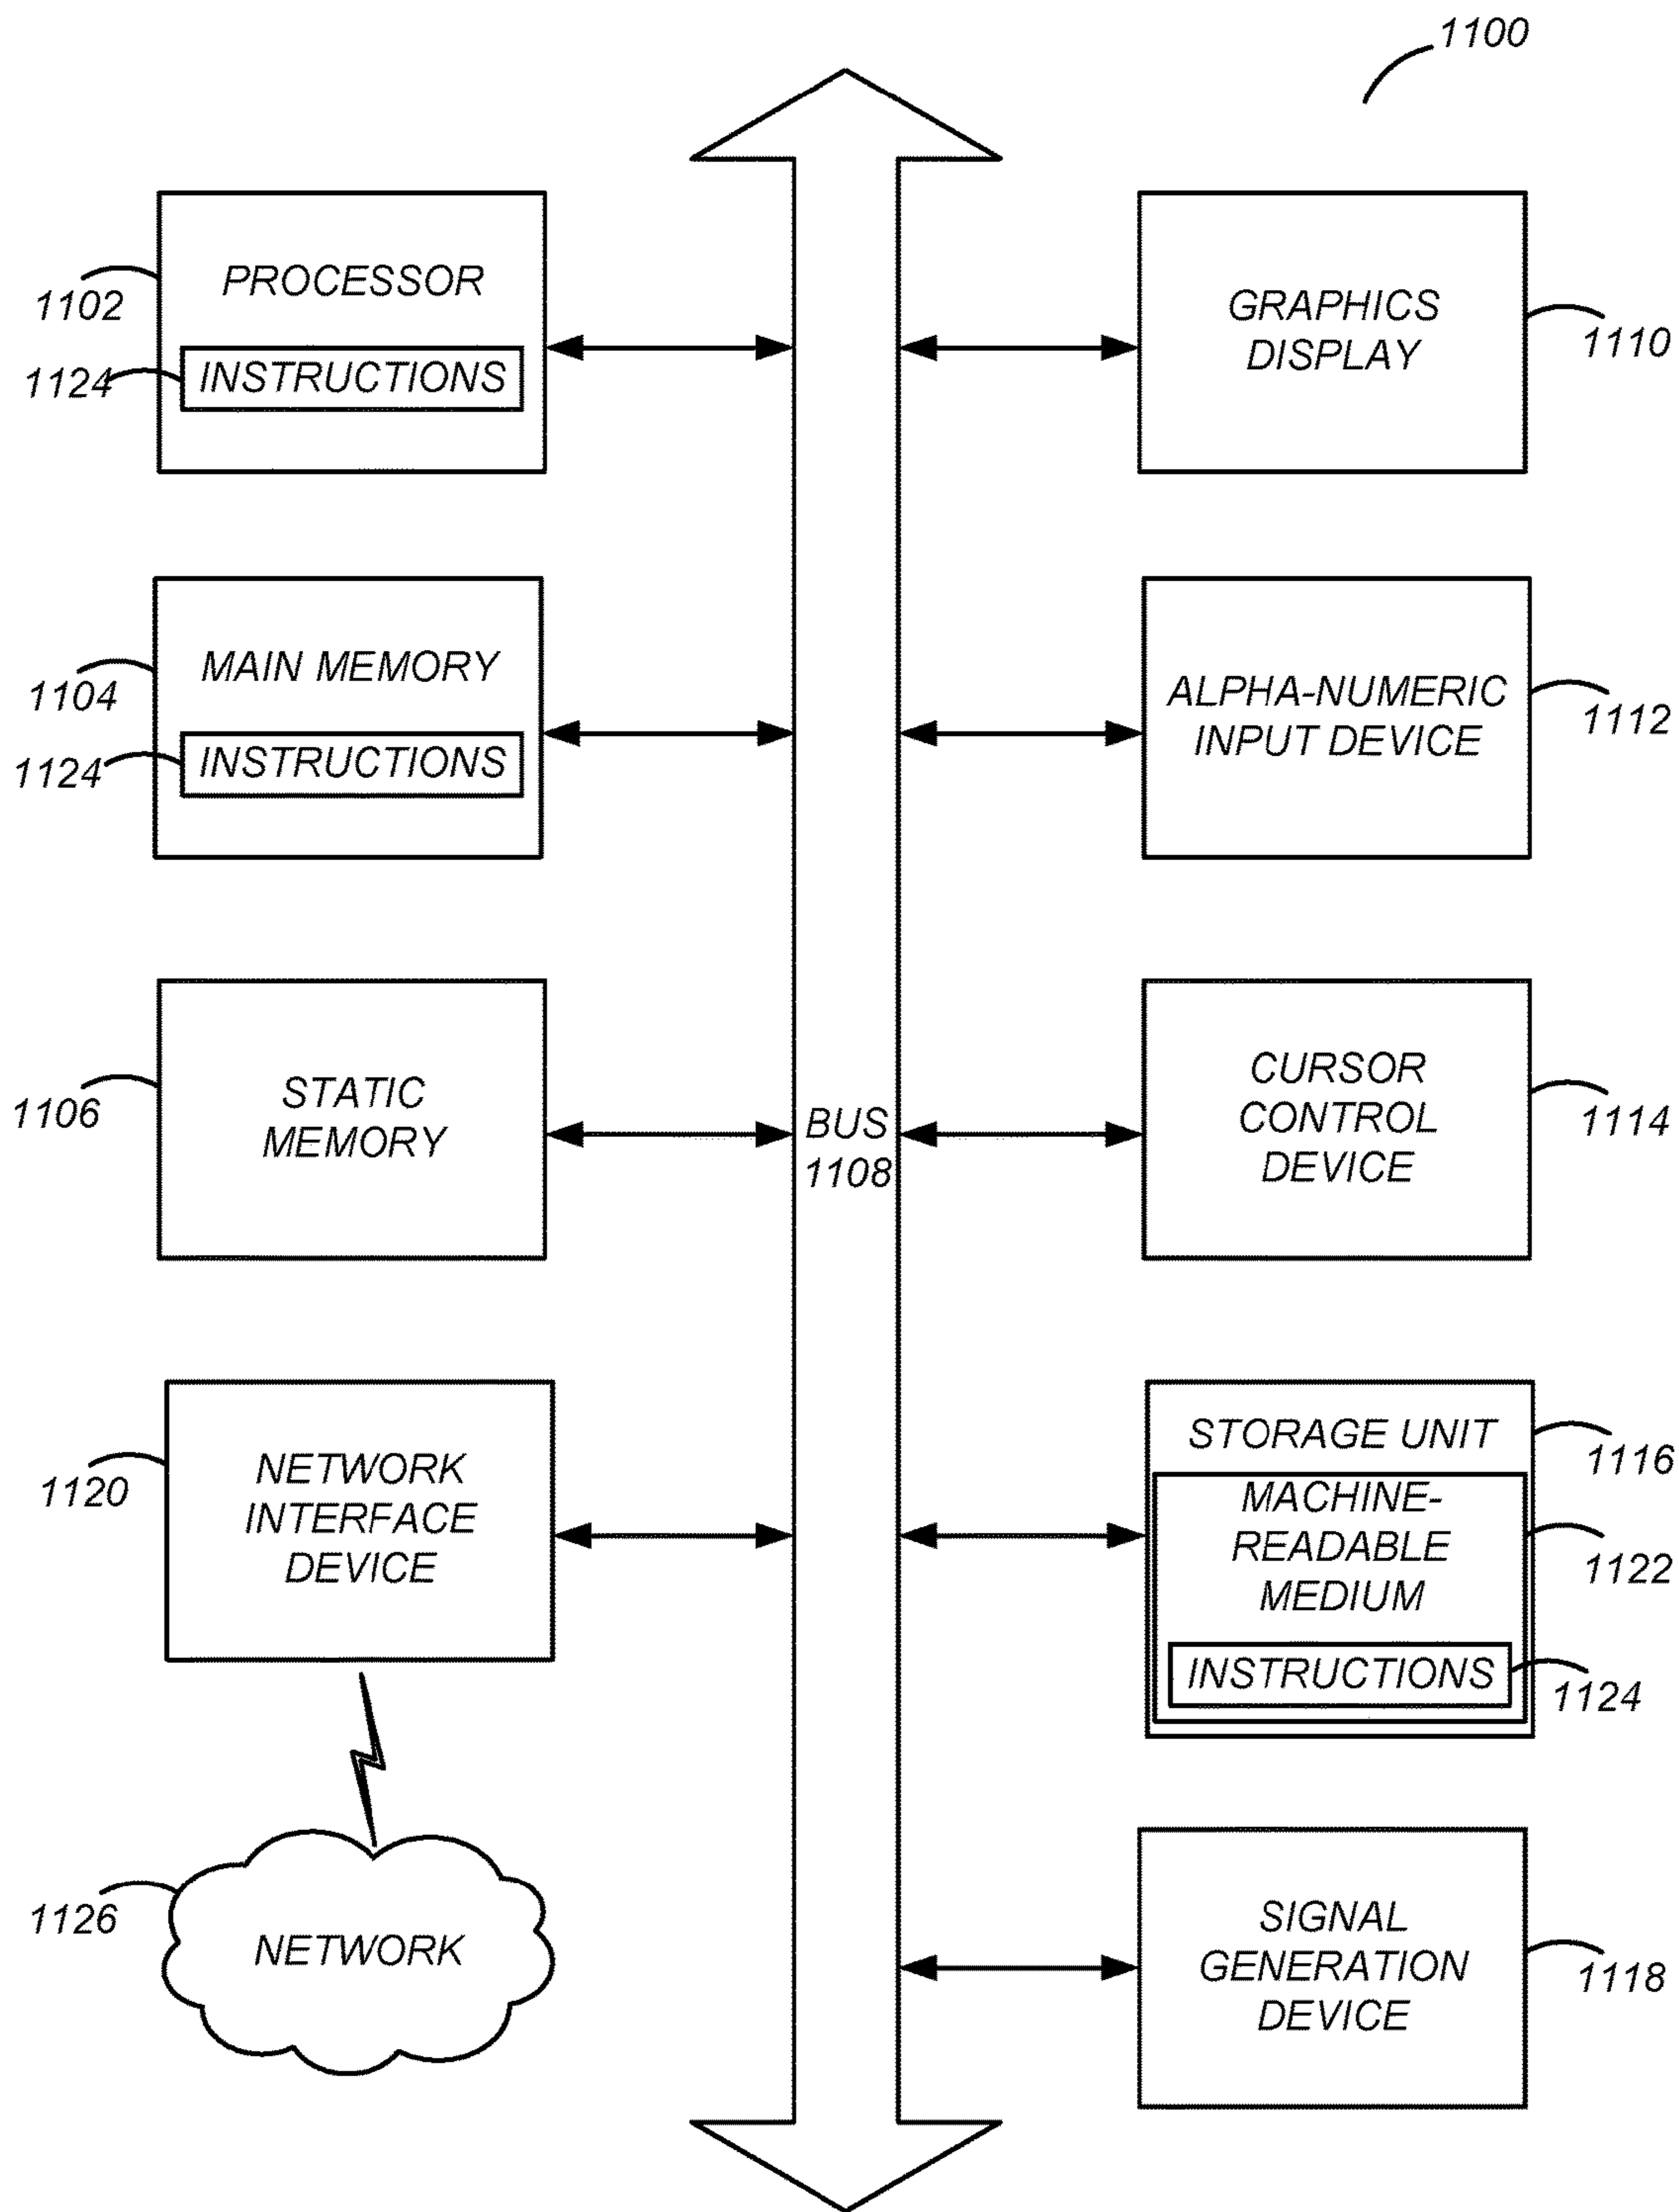 1100
PROCESSOR
1102
INSTRUCTIONS
1124
GRAPHICS
DISPLAY
1110
MAIN MEMORY
1104
INSTRUCTIONS
1124
ALPHA-NUMERIC
INPUT DEVICE
1112
STATIC
MEMORY
1106
BUS
1108
CURSOR
CONTROL
DEVICE
1114
NETWORK
INTERFACE
DEVICE
1120
STORAGE UNIT
1116
MACHINE-
READABLE
MEDIUM
1122
INSTRUCTIONS
1124
NETWORK
1126
SIGNAL
GENERATION
DEVICE
1118